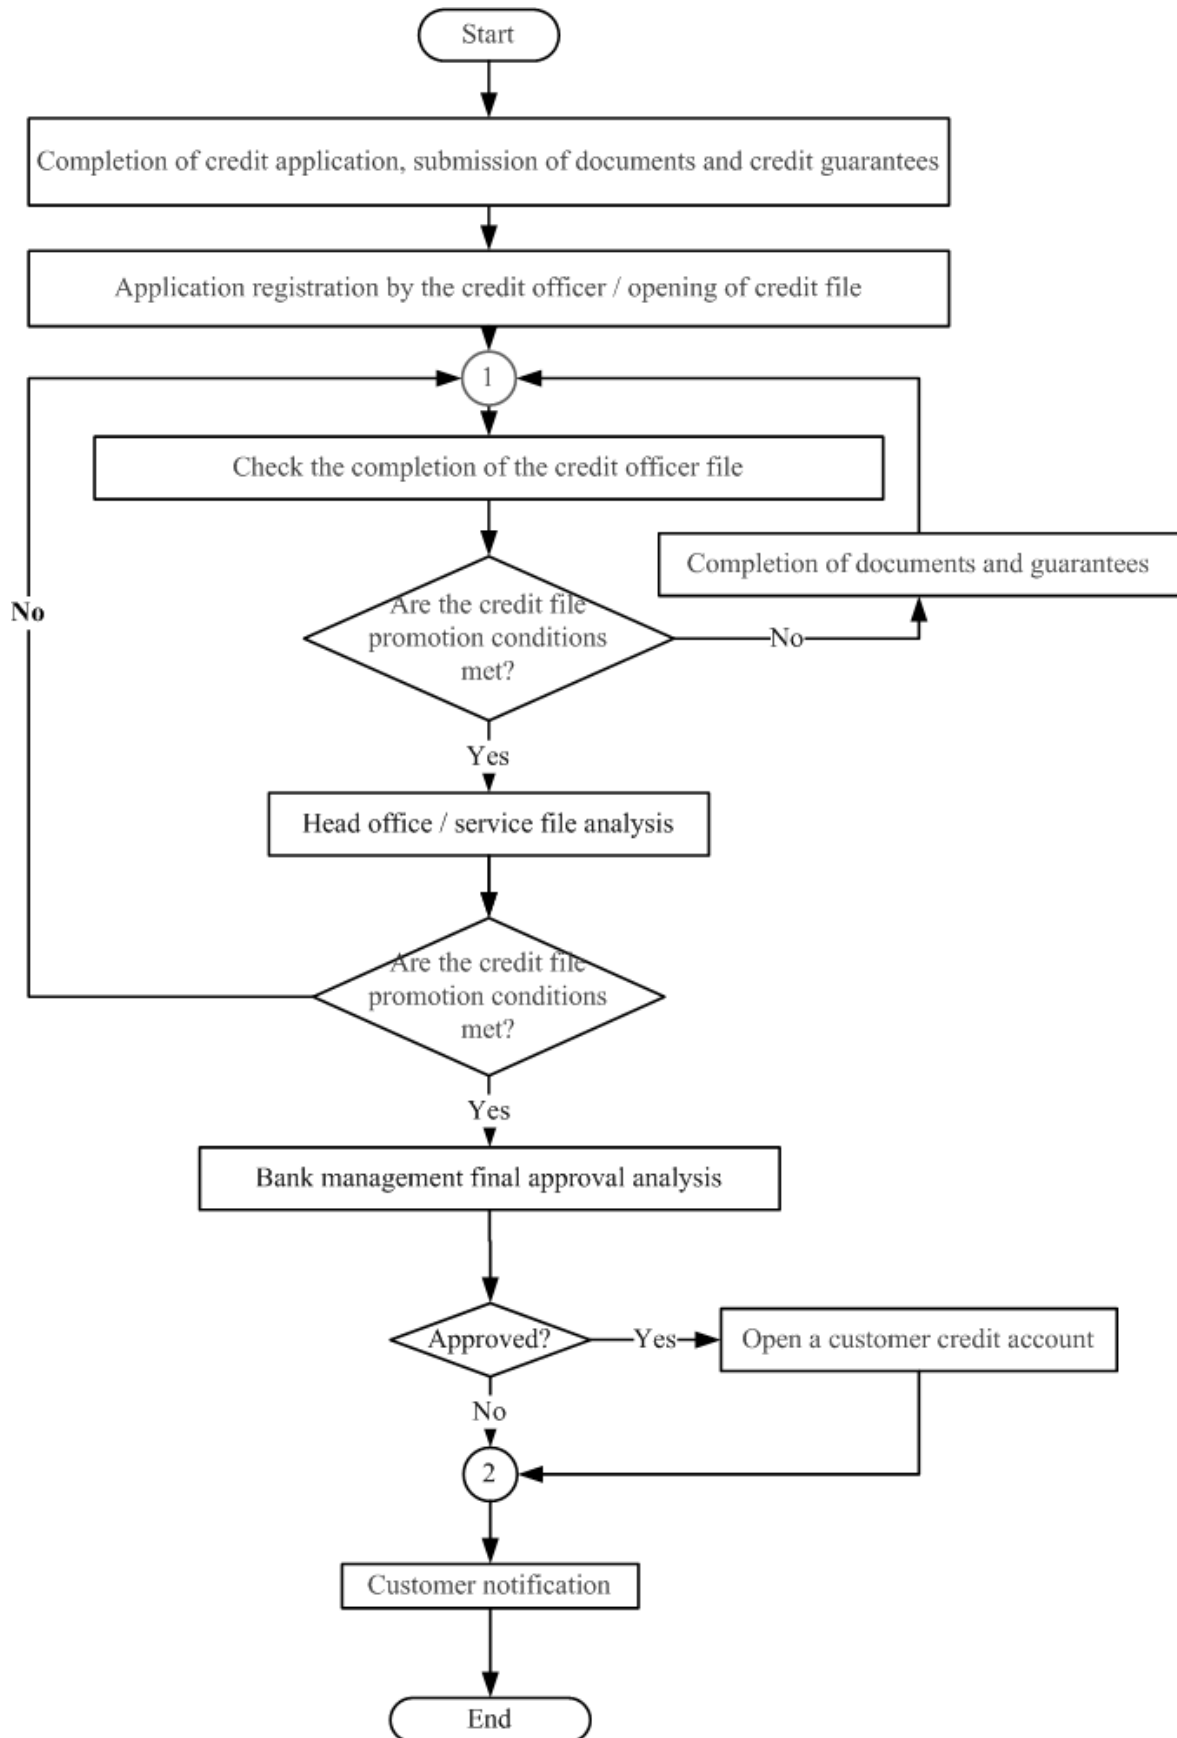 Start
Completion of credit application, submission of documents and credit guarantees
Application registration by the credit officer / opening of credit file
1
Check the completion of the credit officer file
Completion of documents and guarantees
No
Are the credit file
promotion conditions
met?
No
Yes
Head office / service file analysis
Are the credit file
promotion conditions
met?
Yes
Bank management final approval analysis
Approved?
Yes
Open a customer credit account
No
2
Customer notification
End